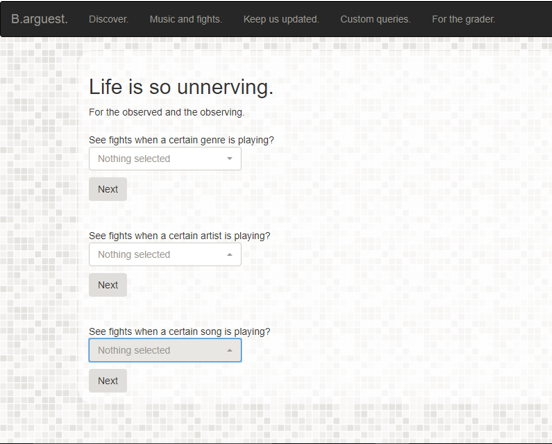 B.arguest. Discover. Music and fights. Keep us updated. Custom queries. For the grader.
Life is so unnerving.
For the observed and the observing.
See fights when a certain genre is playing?
Nothing selected
Next
See fights when a certain artist is playing?
Nothing selected
Next
See fights when a certain song is playing?
Nothing selected
Next